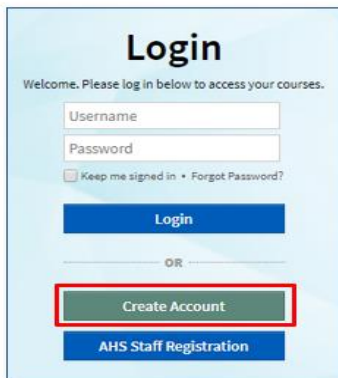 Login
Welcome. Please log in below to access your courses.
Username
Password
Keep me signed in • Forgot Password?
Login
OR
Create Account
AHS Staff Registration